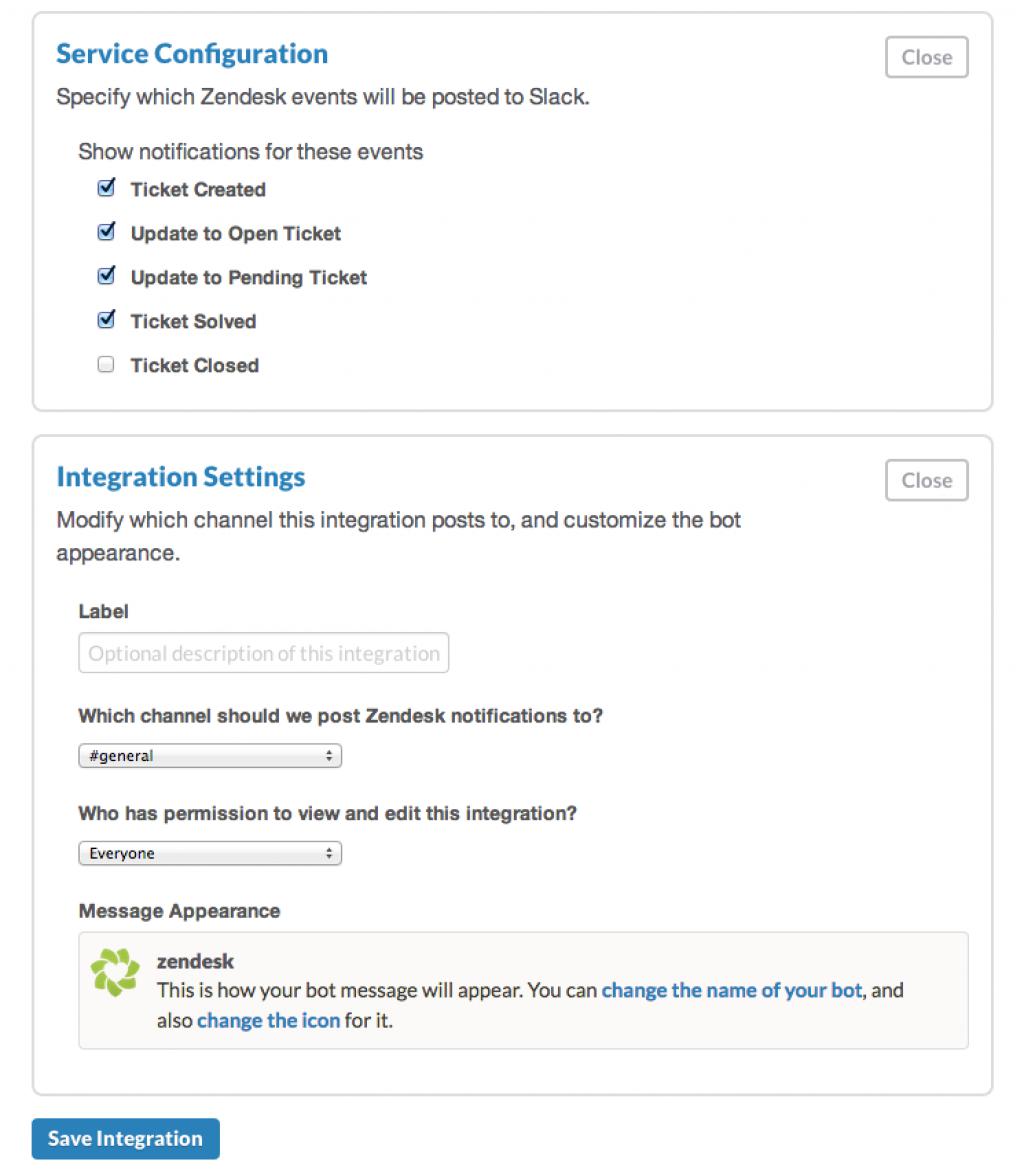 Service Configuration
Close
Specify which Zendesk events will be posted to Slack.
Show notifications for these events
Ticket Created
Update to Open Ticket
Update to Pending Ticket
Ticket Solved
Ticket Closed
Integration Settings
Close
Modify which channel this integration posts to, and customize the bot
appearance.
Label
Optional description of this integration
Which channel should we post Zendesk notifications to?
#general
Who has permission to view and edit this integration?
Everyone
Message Appearance
zendesk
This is how your bot message will appear. You can change the name of your bot, and
also change the icon for it.
Save Integration